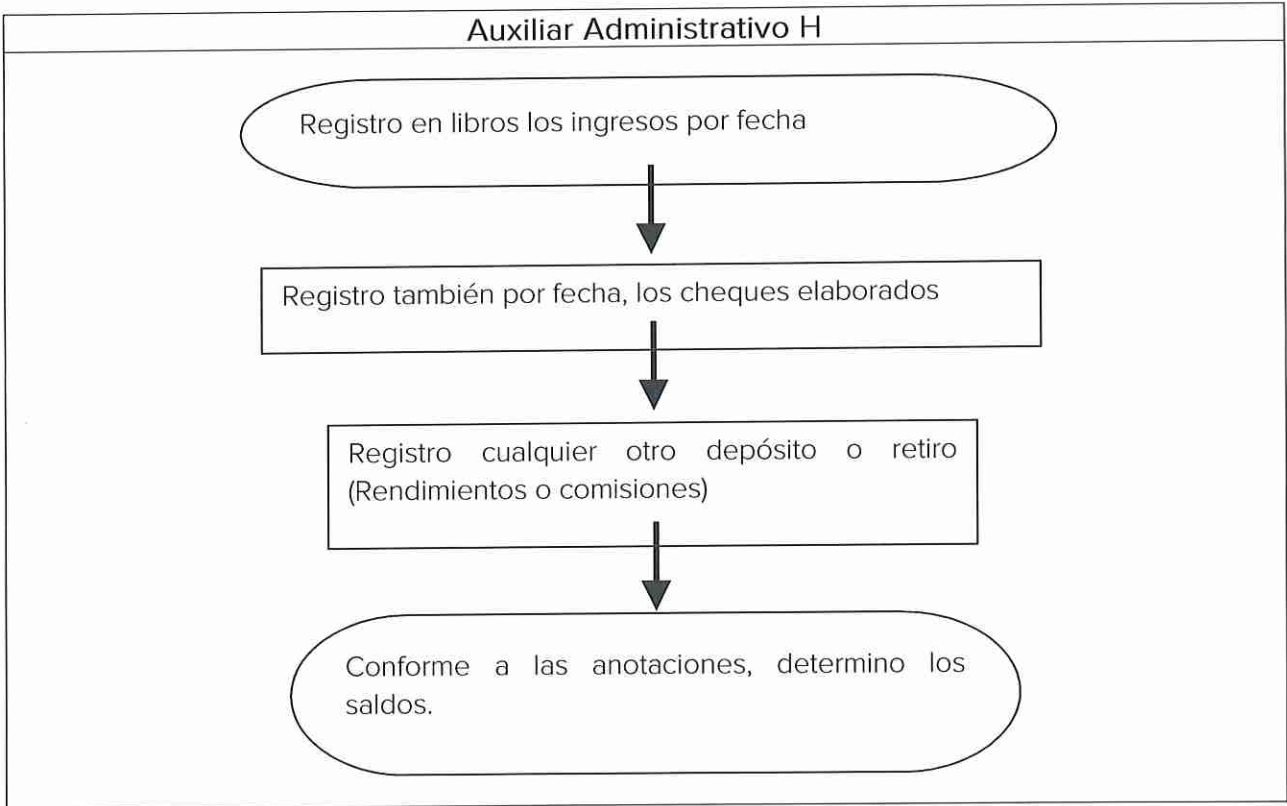 Auxiliar Administrativo H
Registro en libros los ingresos por fecha
Registro también por fecha, los cheques elaborados
Registro cualquier otro depósito o retiro
(Rendimientos o comisiones)
Conforme a las anotaciones, determino los
saldos.